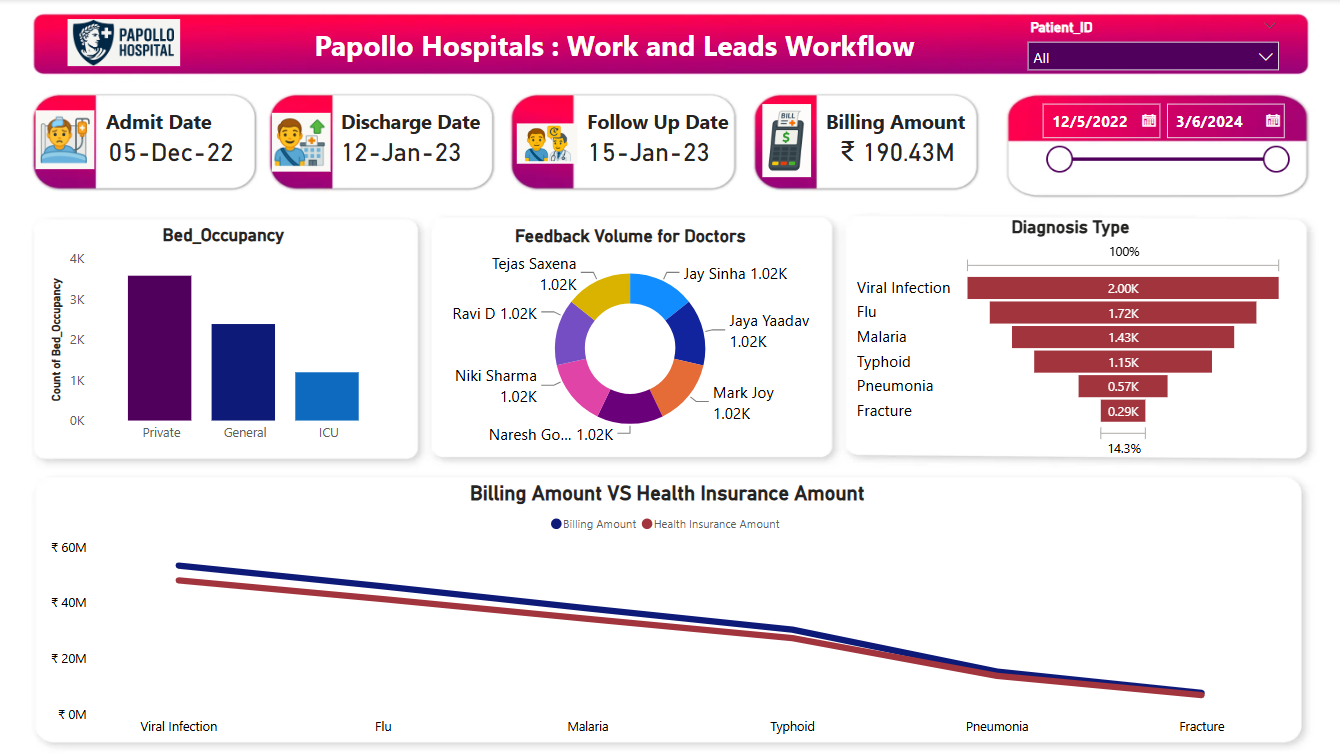 PAPOLLO
HOSPITAL
Papollo Hospitals : Work and Leads Workflow
Patient_ID
All
Admit Date
05-Dec-22
Discharge Date
12-Jan-23
Follow Up Date
15-Jan-23
BILL
$
Billing Amount
₹ 190.43M
12/5/2022
3/6/2024
Bed_Occupancy
Count of Bed_Occupancy
4K
3K
2K
1K
0K
Private
General
ICU
Feedback Volume for Doctors
Tejas Saxena
1.02K
Jay Sinha 1.02K
Ravi D 1.02K
Jaya Yaadav
1.02K
Niki Sharma
1.02K
Mark Joy
1.02K
Naresh Go... 1.02K
Diagnosis Type
100%
Viral Infection 2.00K
Flu 1.72K
Malaria 1.43K
Typhoid 1.15K
Pneumonia 0.57K
Fracture 0.29K
14.3%
Billing Amount VS Health Insurance Amount
Billing Amount Health Insurance Amount
₹ 60M
₹ 40M
₹ 20M
₹ 0M
Viral Infection
Flu
Malaria
Typhoid
Pneumonia
Fracture